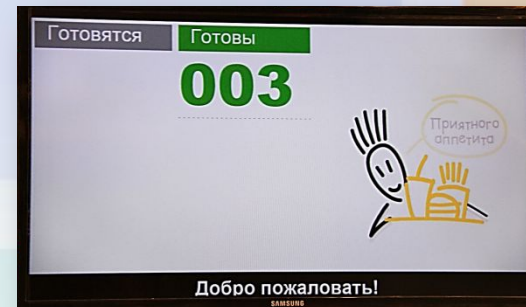 Готовятся
Готовы
003
Приятного
аппетита
Добро пожаловать!
SAMSUNG